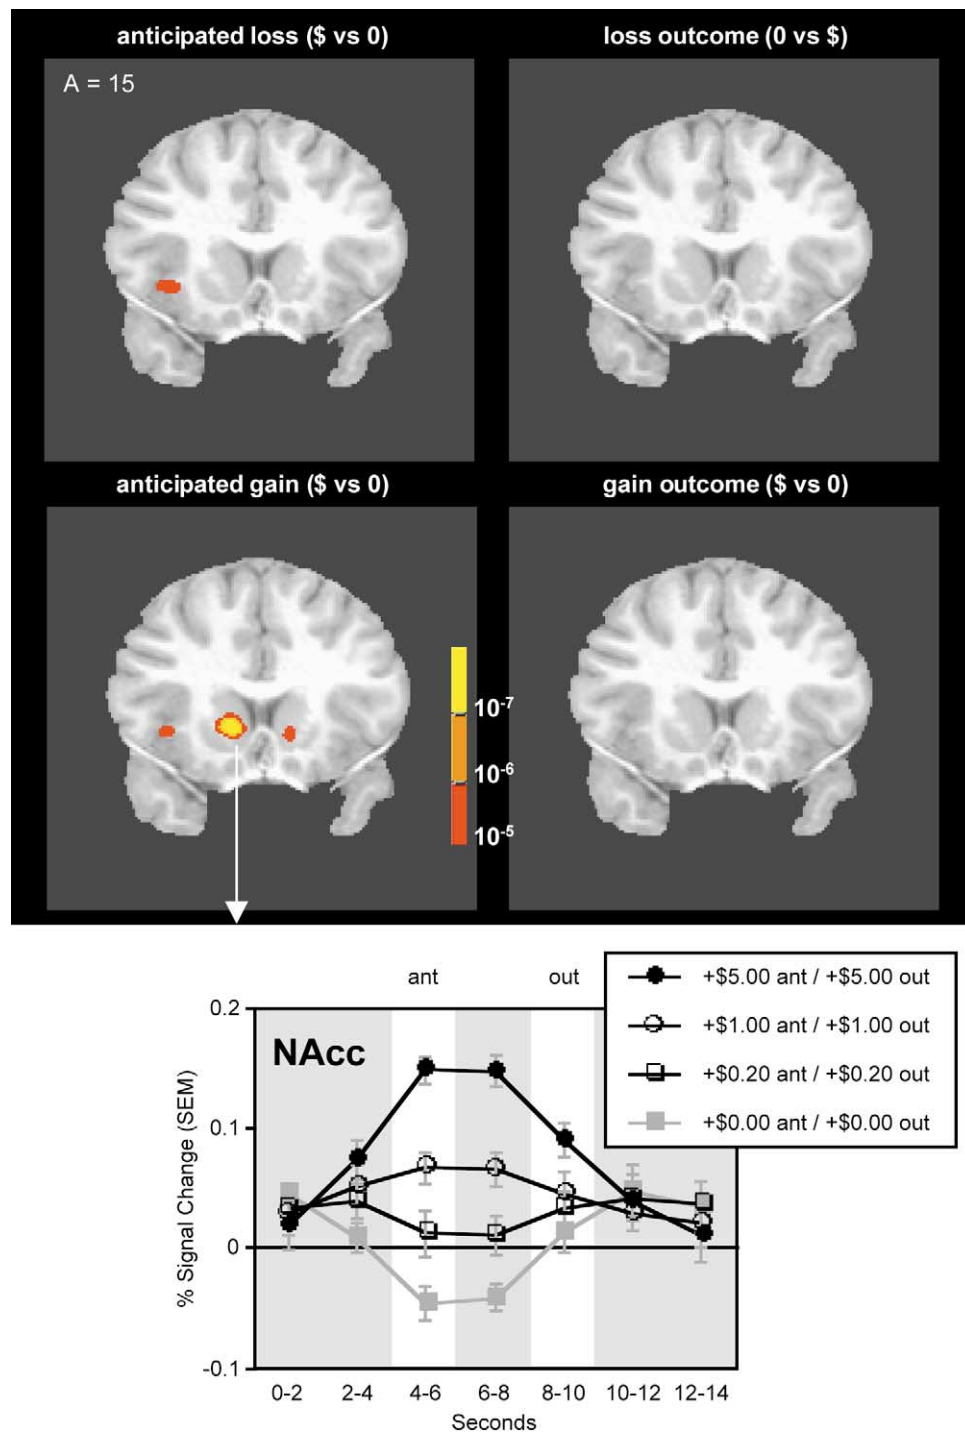 anticipated loss ($ vs 0)
loss outcome (0 vs $)
A = 15
anticipated gain ($ vs 0)
gain outcome ($ vs 0)
10-7
10-6
10-5
ant
out
+$5.00 ant / +$5.00 out
+$1.00 ant / +$1.00 out
+$0.20 ant / +$0.20 out
+$0.00 ant / +$0.00 out
NAcc
% Signal Change (SEM)
0.2
0.1
0
-0.1
0-2 2-4 4-6 6-8 8-10 10-12 12-14
Seconds